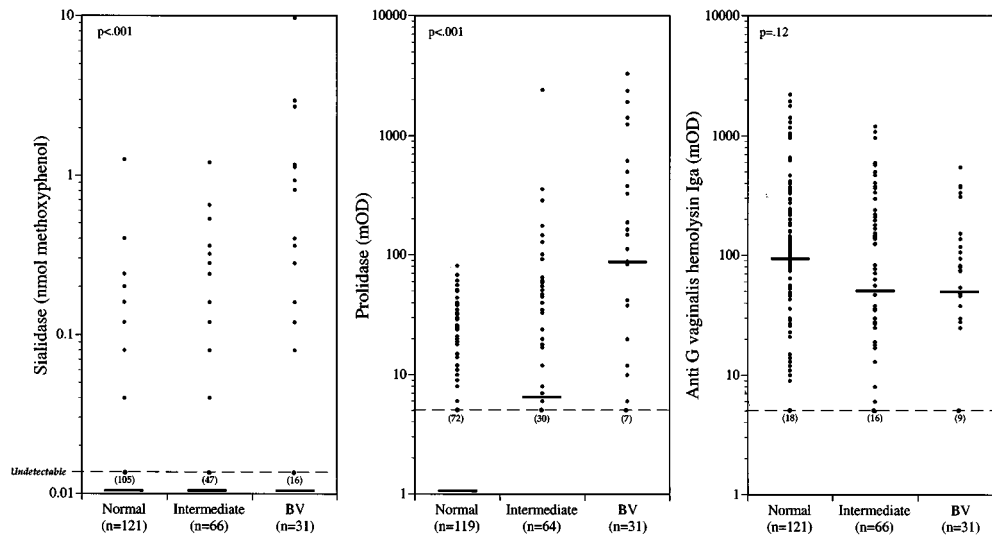 10
1
0.1
0.01
Sialidase (nmol methoxyphenol)
p<.001
Undetectable
(105)
(47)
(16)
Normal
(n=121)
Intermediate
(n=66)
BV
(n=31)
10000
1000
100
10
1
Prolidase (mOD)
p<.001
(72)
(30)
(7)
Normal
(n=119)
Intermediate
(n=64)
BV
(n=31)
10000
1000
100
10
1
Anti G vaginalis hemolysin Iga (mOD)
p=.12
(18)
(16)
(9)
Normal
(n=121)
Intermediate
(n=66)
BV
(n=31)